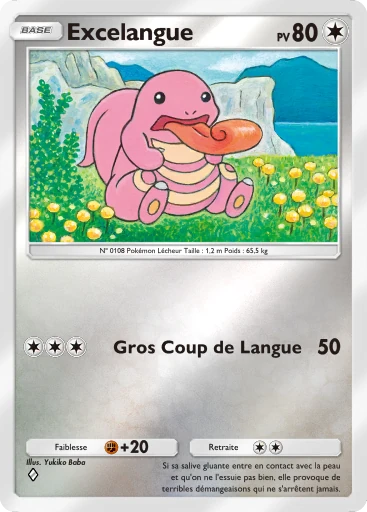 BASE Excelangue PV 80
N° 0108 Pokémon Lécheur Taille : 1,2 m Poids : 65,5 kg
Gros Coup de Langue 50
Faiblesse +20 Retraite
Illus. Yukiko Baba
Si sa salive gluante entre en contact avec la peau
et qu'on ne l'essuie pas bien, elle provoque de
terribles démangeaisons qui ne s'arrêtent jamais.